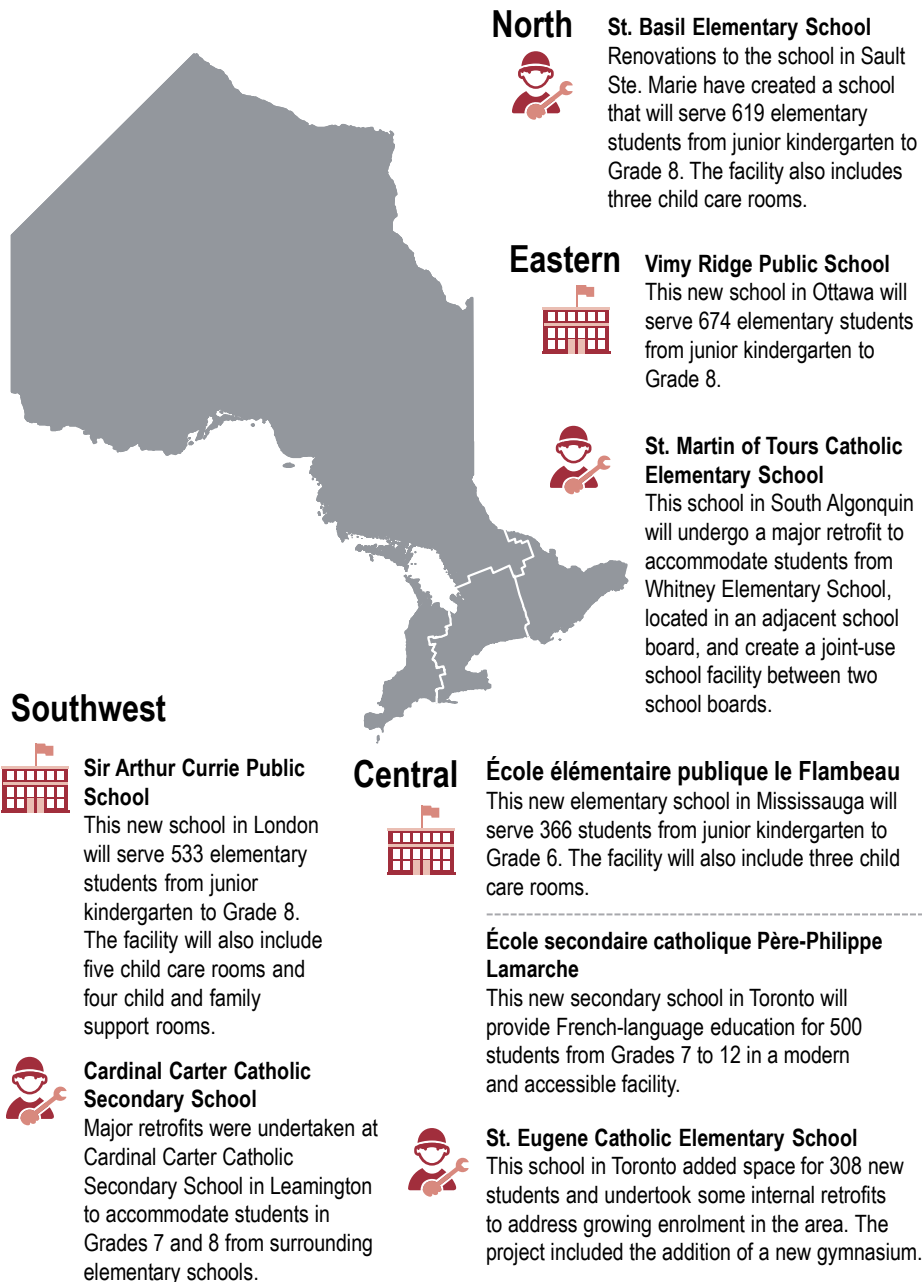 North
St. Basil Elementary School
Renovations to the school in Sault
Ste. Marie have created a school
that will serve 619 elementary
students from junior kindergarten to
Grade 8. The facility also includes
three child care rooms.
Eastern
Vimy Ridge Public School
This new school in Ottawa will
serve 674 elementary students
from junior kindergarten to
Grade 8.
St. Martin of Tours Catholic
Elementary School
This school in South Algonquin
will undergo a major retrofit to
accommodate students from
Whitney Elementary School,
located in an adjacent school
board, and create a joint-use
school facility between two
school boards.
Southwest
Sir Arthur Currie Public
School
This new school in London
will serve 533 elementary
students from junior
kindergarten to Grade 8.
The facility will also include
five child care rooms and
four child and family
support rooms.
Cardinal Carter Catholic
Secondary School
Major retrofits were undertaken at
Cardinal Carter Catholic
Secondary School in Leamington
to accommodate students in
Grades 7 and 8 from surrounding
elementary schools.
Central
École élémentaire publique le Flambeau
This new elementary school in Mississauga will
serve 366 students from junior kindergarten to
Grade 6. The facility will also include three child
care rooms.
École secondaire catholique Père-Philippe
Lamarche
This new secondary school in Toronto will
provide French-language education for 500
students from Grades 7 to 12 in a modern
and accessible facility.
St. Eugene Catholic Elementary School
This school in Toronto added space for 308 new
students and undertook some internal retrofits
to address growing enrolment in the area. The
project included the addition of a new gymnasium.